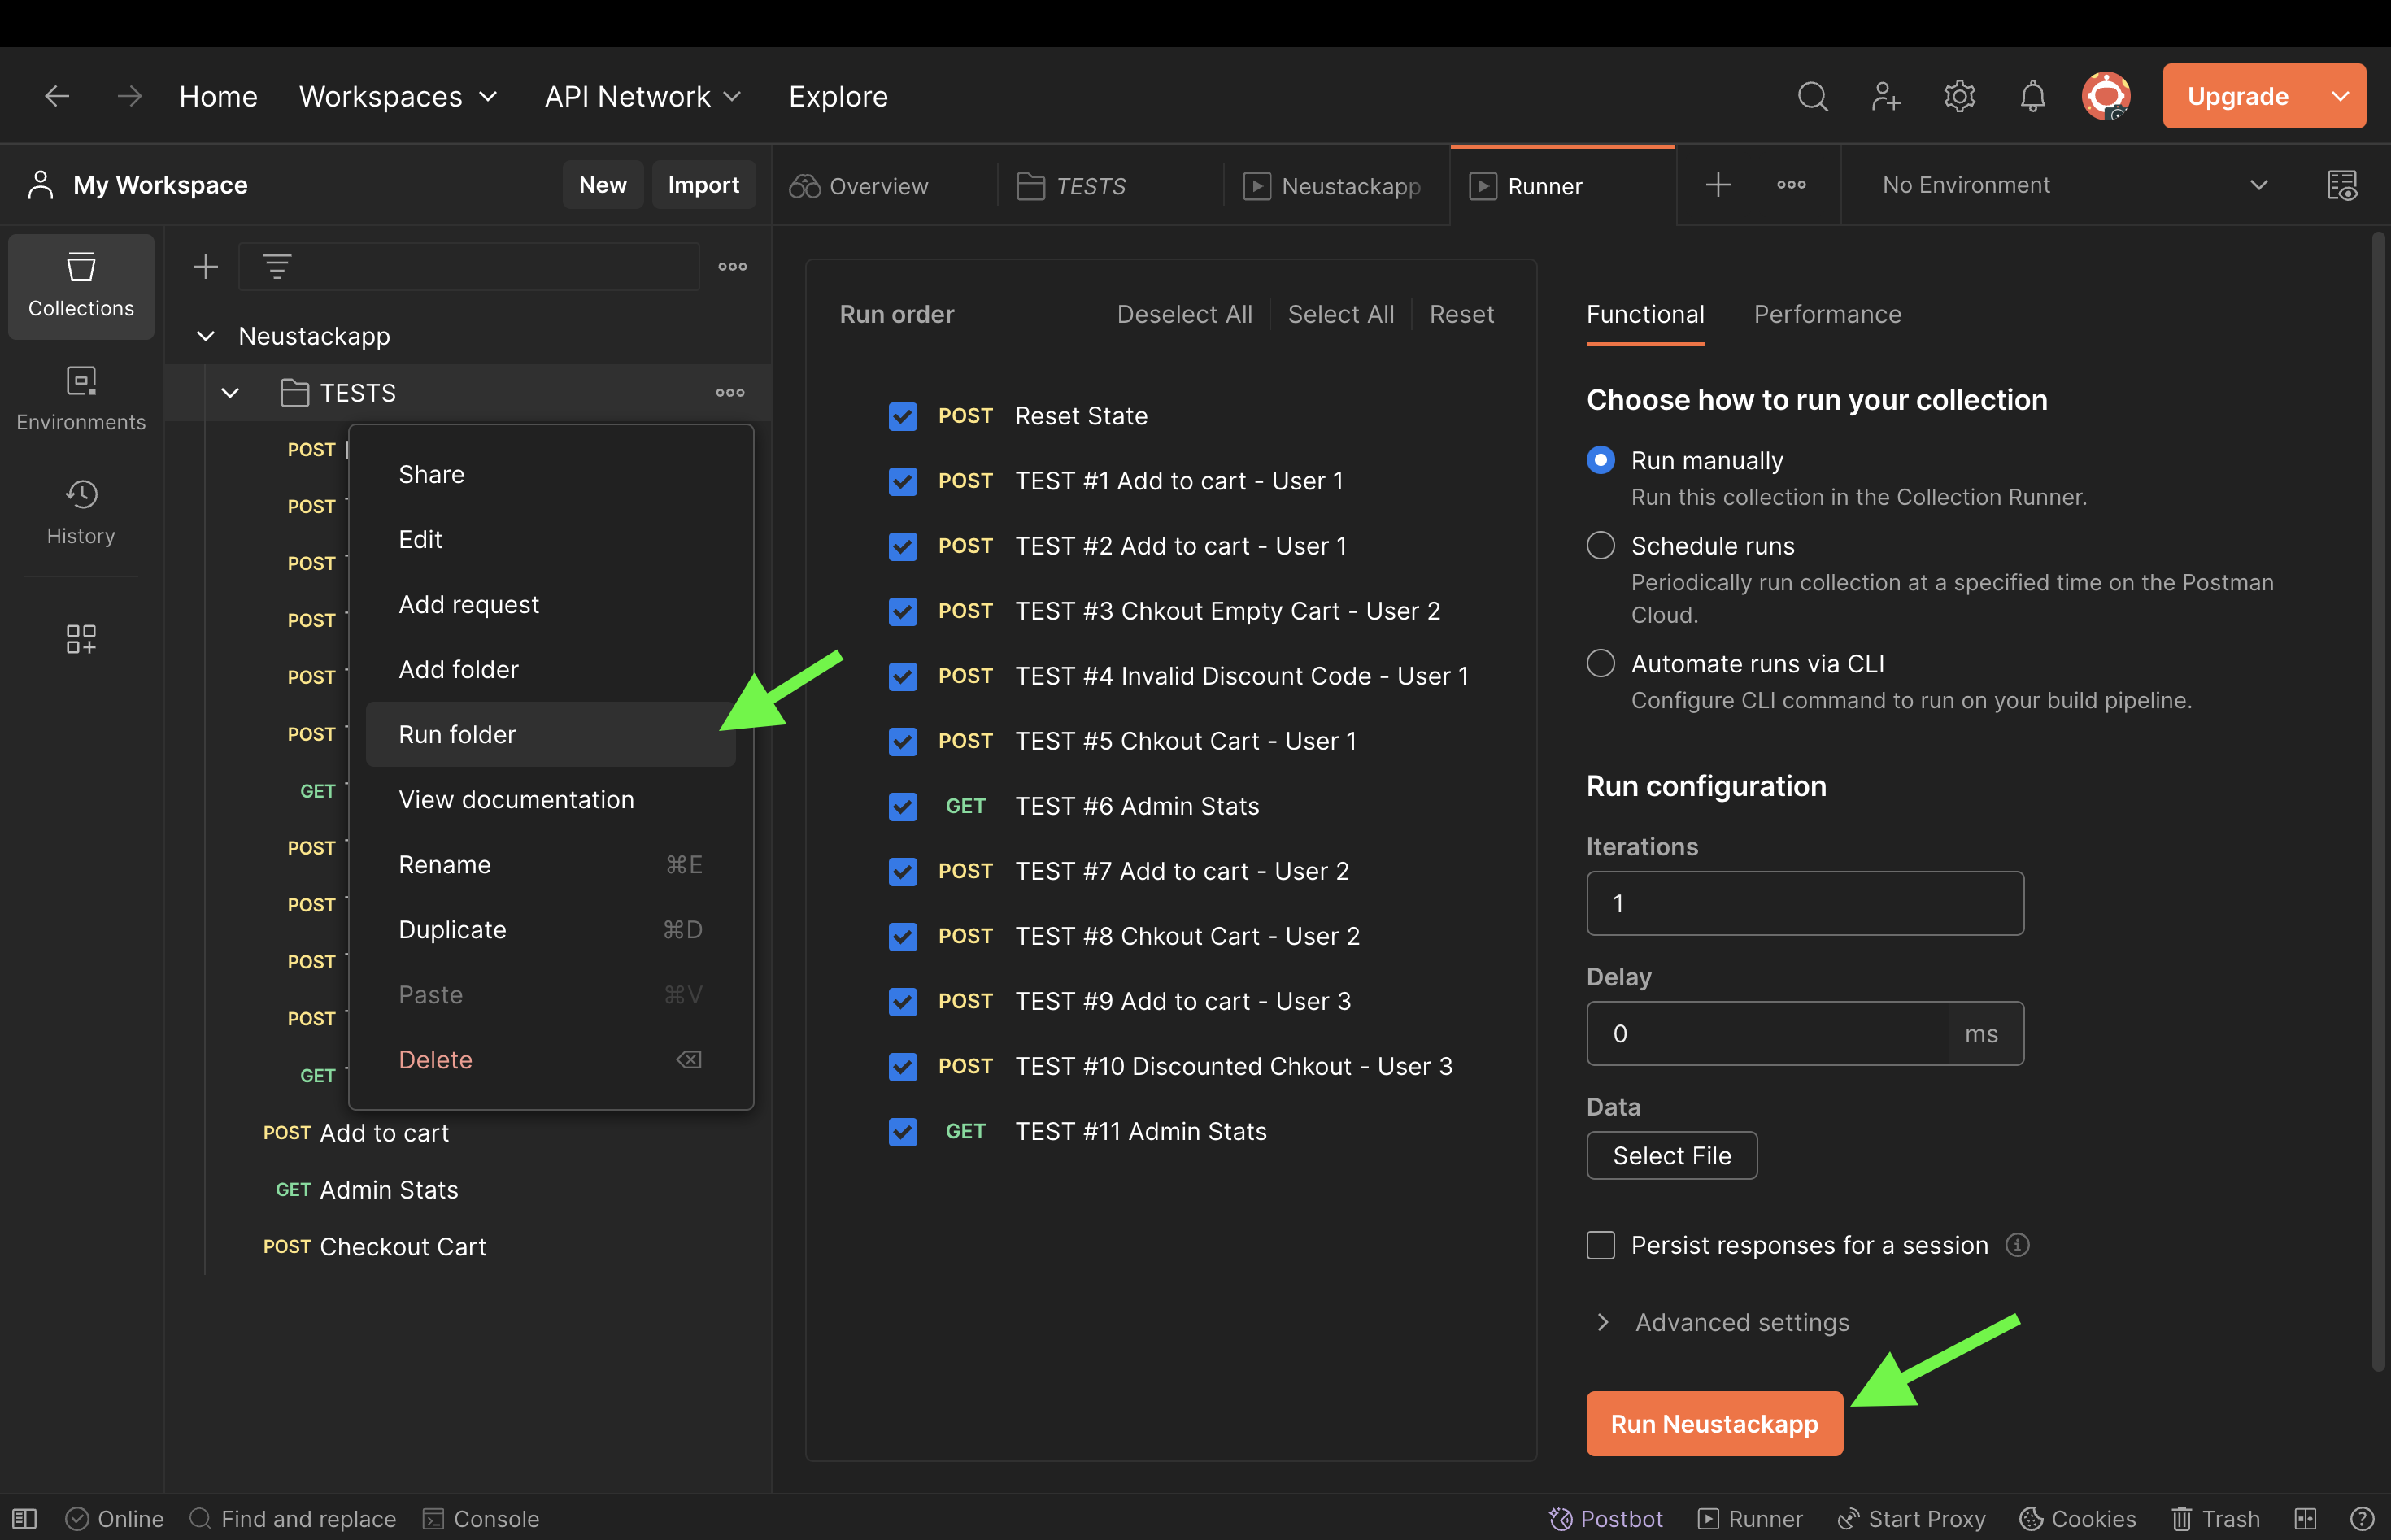 Home Workspaces API Network Explore Upgrade
My Workspace New Import
Overview TESTS Neustackapp Runner No Environment
Collections
Environments
History
Neustackapp
TESTS
POST
POST
POST
POST
POST
POST
GET
POST
POST
POST
POST
GET
POST Add to cart
GET Admin Stats
POST Checkout Cart
Share
Edit
Add request
Add folder
Run folder
View documentation
Rename ⌘E
Duplicate ⌘D
Paste ⌘V
Delete
Run order Deselect All Select All Reset
POST Reset State
POST TEST #1 Add to cart - User 1
POST TEST #2 Add to cart - User 1
POST TEST #3 Chkout Empty Cart - User 2
POST TEST #4 Invalid Discount Code - User 1
POST TEST #5 Chkout Cart - User 1
GET TEST #6 Admin Stats
POST TEST #7 Add to cart - User 2
POST TEST #8 Chkout Cart - User 2
POST TEST #9 Add to cart - User 3
POST TEST #10 Discounted Chkout - User 3
GET TEST #11 Admin Stats
Functional Performance
Choose how to run your collection
Run manually
Run this collection in the Collection Runner.
Schedule runs
Periodically run collection at a specified time on the Postman
Cloud.
Automate runs via CLI
Configure CLI command to run on your build pipeline.
Run configuration
Iterations
1
Delay
0 ms
Data
Select File
Persist responses for a session
Advanced settings
Run Neustackapp
Online Find and replace Console Postbot Runner Start Proxy Cookies Trash